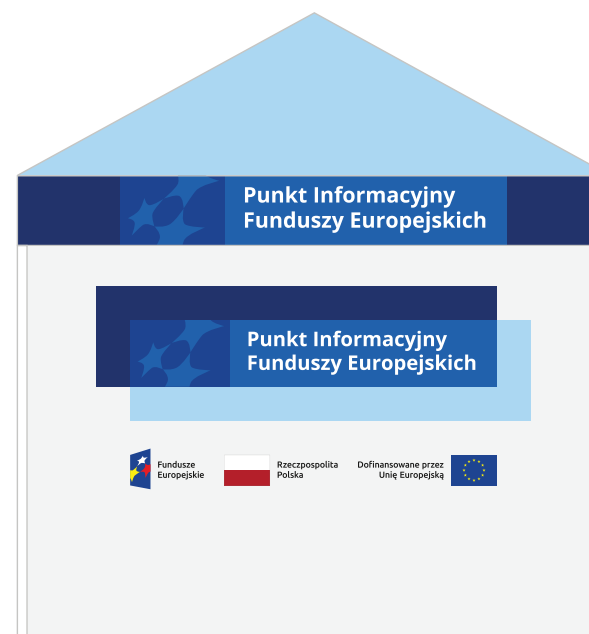 Punkt Informacyjny
Funduszy Europejskich
Punkt Informacyjny
Funduszy Europejskich
Fundusze
Europejskie
Rzeczpospolita
Polska
Dofinansowane przez
Unię Europejską